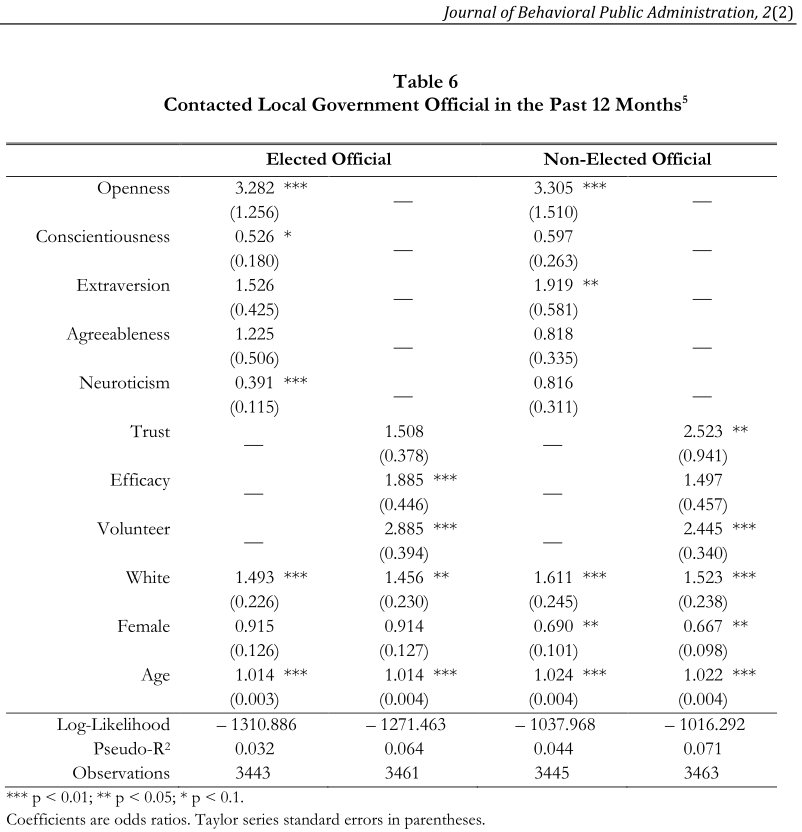 Journal of Behavioral Public Administration, 2(2)
Table 6
Contacted Local Government Official in the Past 12 Months⁵
Elected Official Non-Elected Official
Openness 3.282 *** — 3.305 *** —
(1.256) (1.510)
Conscientiousness 0.526 * — 0.597 —
(0.180) (0.263)
Extraversion 1.526 — 1.919 ** —
(0.425) (0.581)
Agreeableness 1.225 — 0.818 —
(0.506) (0.335)
Neuroticism 0.391 *** — 0.816 —
(0.115) (0.311)
Trust — 1.508 — 2.523 **
(0.378) (0.941)
Efficacy — 1.885 *** — 1.497
(0.446) (0.457)
Volunteer — 2.885 *** — 2.445 ***
(0.394) (0.340)
White 1.493 *** 1.456 ** 1.611 *** 1.523 ***
(0.226) (0.230) (0.245) (0.238)
Female 0.915 0.914 0.690 ** 0.667 **
(0.126) (0.127) (0.101) (0.098)
Age 1.014 *** 1.014 *** 1.024 *** 1.022 ***
(0.003) (0.004) (0.004) (0.004)
Log-Likelihood – 1310.886 – 1271.463 – 1037.968 – 1016.292
Pseudo-R² 0.032 0.064 0.044 0.071
Observations 3443 3461 3445 3463
*** p < 0.01; ** p < 0.05; * p < 0.1.
Coefficients are odds ratios. Taylor series standard errors in parentheses.